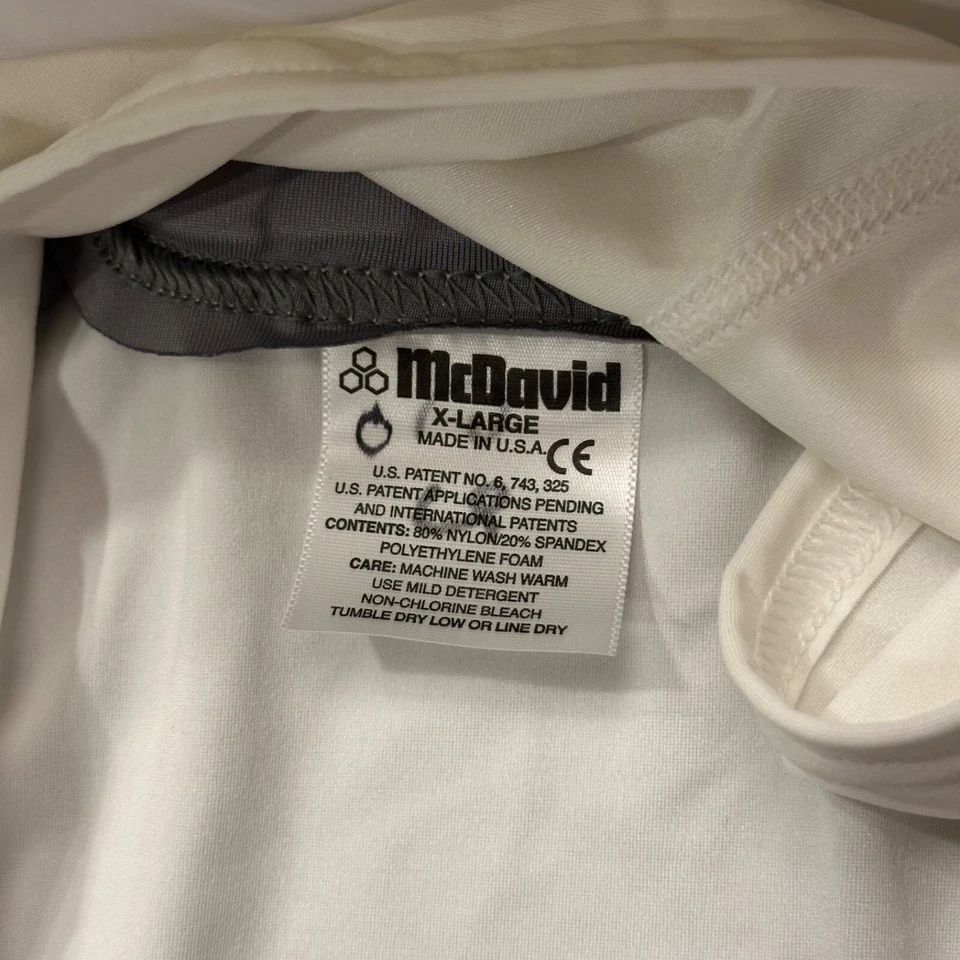 McDavid
X-LARGE
MADE IN U.S.A. CE
U.S. PATENT NO. 6, 743, 325
U.S. PATENT APPLICATIONS PENDING
AND INTERNATIONAL PATENTS
CONTENTS: 80% NYLON/20% SPANDEX
POLYETHYLENE FOAM
CARE: MACHINE WASH WARM
USE MILD DETERGENT
NON-CHLORINE BLEACH
TUMBLE DRY LOW OR LINE DRY